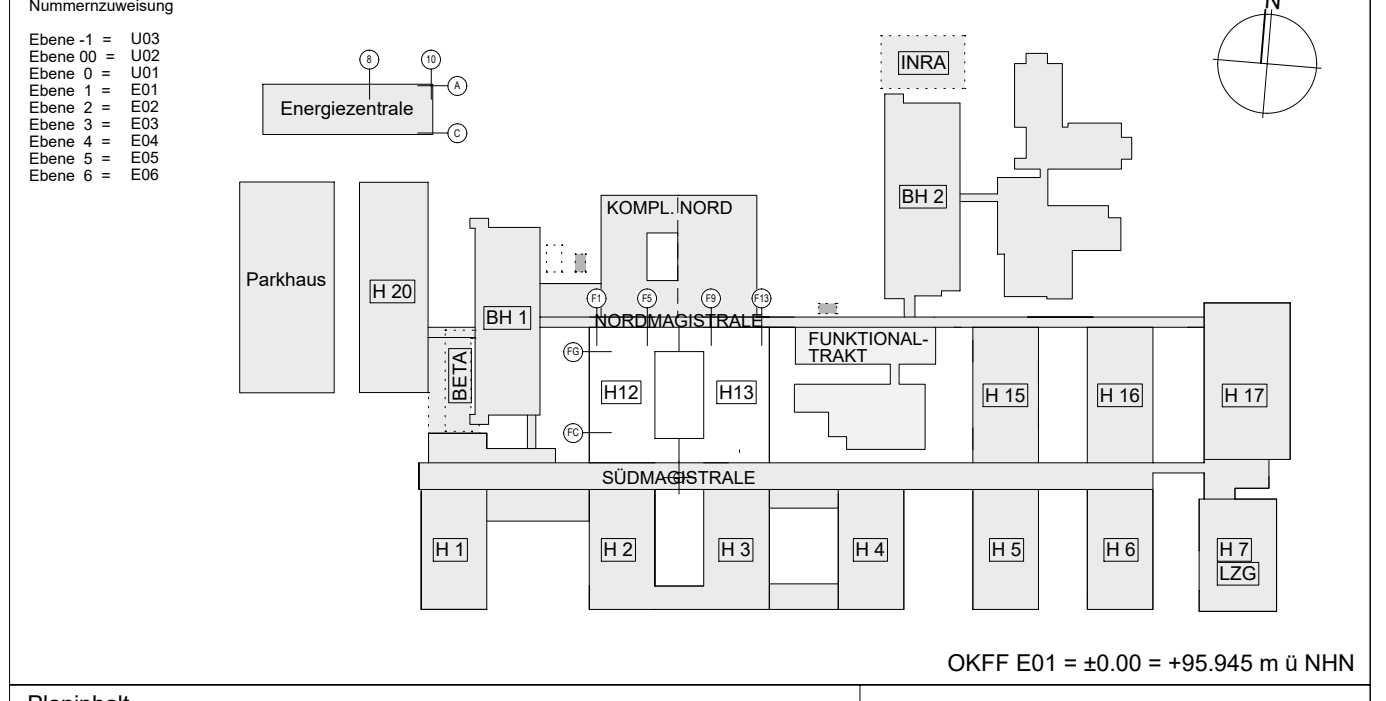 Nummernzuweisung
Ebene -1 = U03
Ebene 00 = U02
Ebene 0 = U01
Ebene 1 = E01
Ebene 2 = E02
Ebene 3 = E03
Ebene 4 = E04
Ebene 5 = E05
Ebene 6 = E06
N
8
10
A
Energiezentrale
C
INRA
BH 2
KOMPL. NORD
Parkhaus
H 20
BH 1
F1
F5
F9
F13
NORDMAGISTRALE
FUNKTIONAL-
TRAKT
FG
BETA
H12
H13
H 15
H 16
H 17
FC
SÜDMAGISTRALE
H 1
H 2
H 3
H 4
H 5
H 6
H 7
LZG
OKFF E01 = ±0.00 = +95.945 m ü NHN
Planinhalt